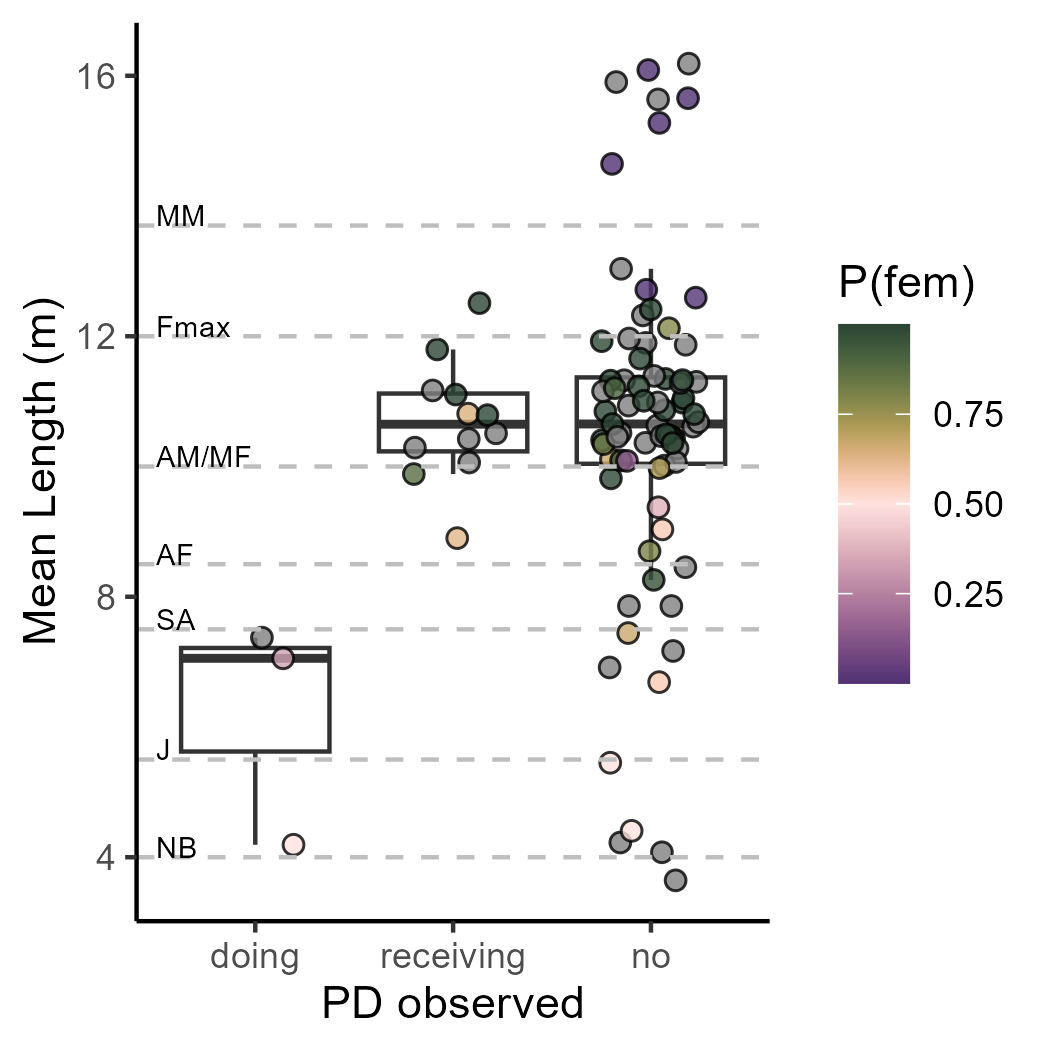 16
MM
Fmax
12
AM/MF
AF
8
SA
J
NB
4
Mean Length (m)
doing receiving no
PD observed
P(fem)
0.75
0.50
0.25